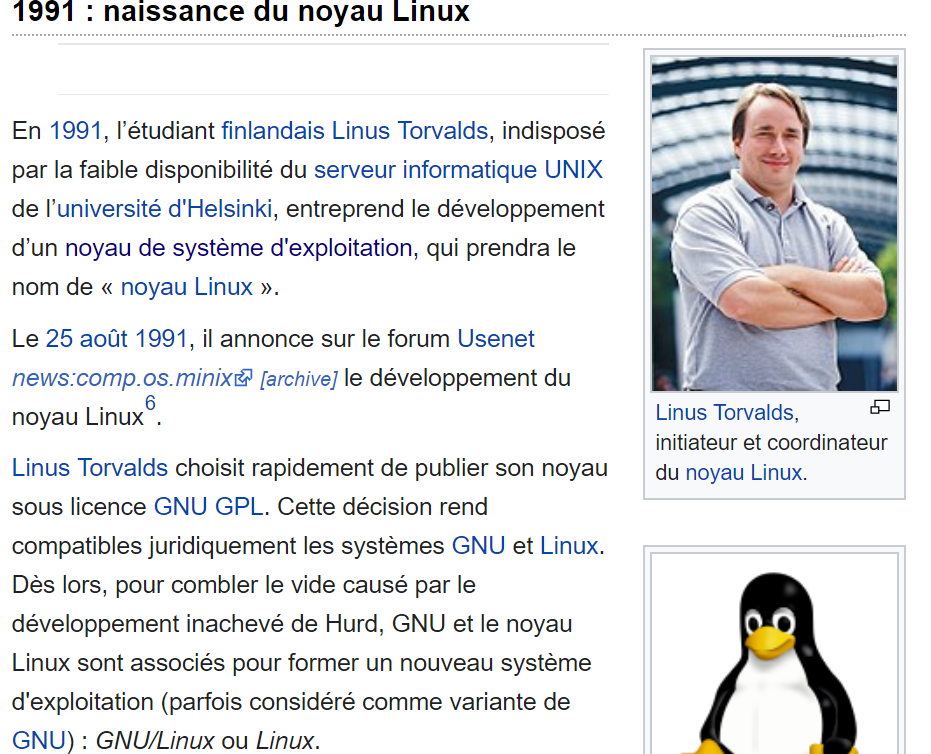 1991 : naissance du noyau Linux
En 1991, l’étudiant finlandais Linus Torvalds, indisposé
par la faible disponibilité du serveur informatique UNIX
de l’université d'Helsinki, entreprend le développement
d’un noyau de système d'exploitation, qui prendra le
nom de « noyau Linux ».
Le 25 août 1991, il annonce sur le forum Usenet
news:comp.os.minix [archive] le développement du
noyau Linux6.
Linus Torvalds choisit rapidement de publier son noyau
sous licence GNU GPL. Cette décision rend
compatibles juridiquement les systèmes GNU et Linux.
Dès lors, pour combler le vide causé par le
développement inachevé de Hurd, GNU et le noyau
Linux sont associés pour former un nouveau système
d'exploitation (parfois considéré comme variante de
GNU) : GNU/Linux ou Linux.
Linus Torvalds,
initiateur et coordinateur
du noyau Linux.